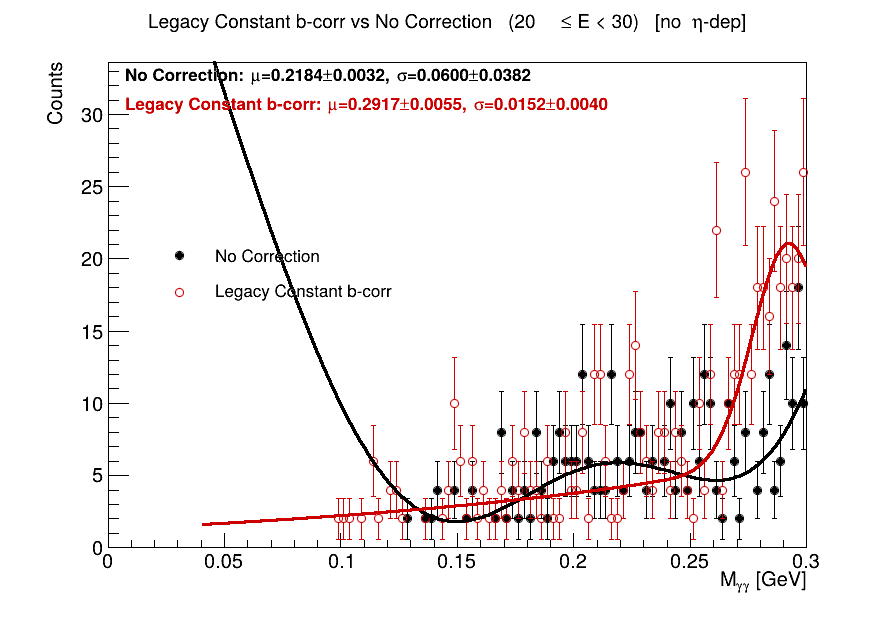 Legacy Constant b-corr vs No Correction (20 ≤ E < 30) [no η-dep]
Counts
No Correction: μ=0.2184±0.0032, σ=0.0600±0.0382
Legacy Constant b-corr: μ=0.2917±0.0055, σ=0.0152±0.0040
30
25
20
No Correction
Legacy Constant b-corr
15
10
5
0
0 0.05 0.1 0.15 0.2 0.25 0.3
Mγγ [GeV]